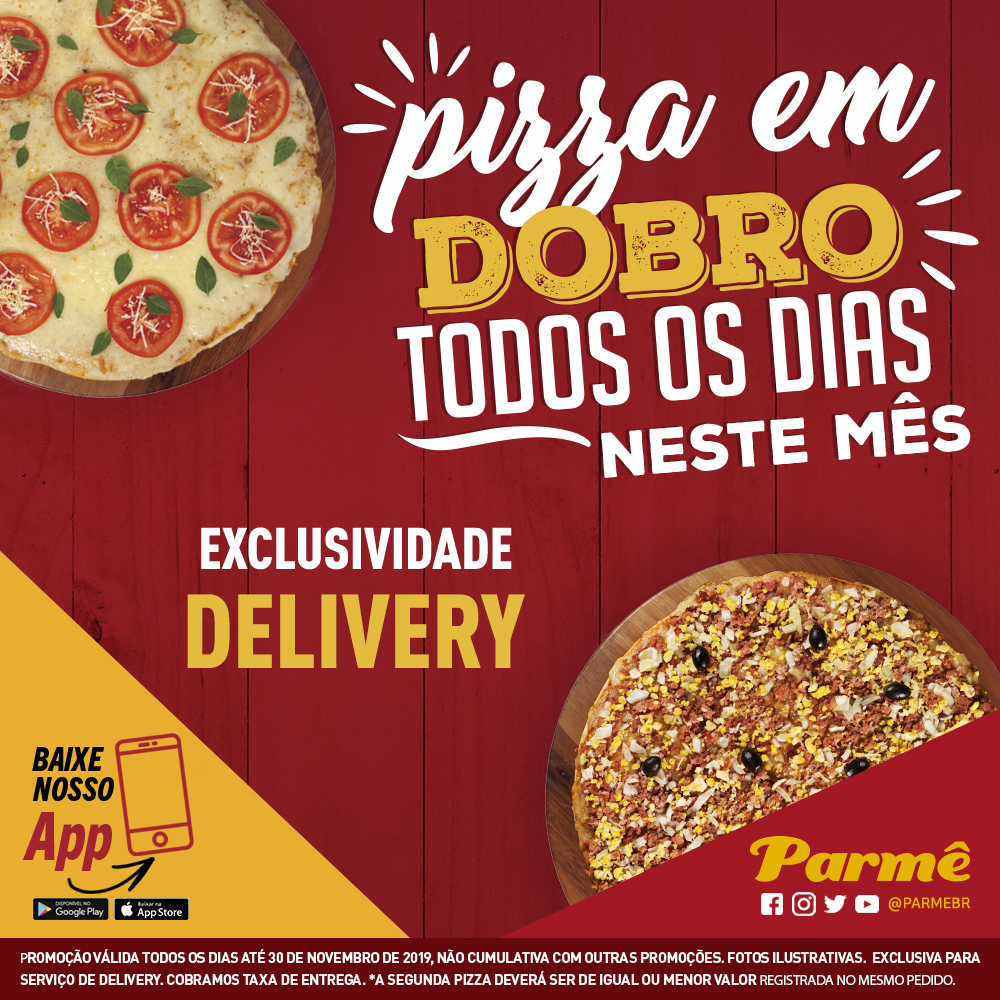 pizza em
DOBRO
TODOS OS DIAS
NESTE MÊS
EXCLUSIVIDADE
DELIVERY
BAIXE
NOSSO
App
DISPONÍVEL NO
Google Play
Baixar na
App Store
Parmê
@PARMEBR
PROMOÇÃO VÁLIDA TODOS OS DIAS ATÉ 30 DE NOVEMBRO DE 2019, NÃO CUMULATIVA COM OUTRAS PROMOÇÕES. FOTOS ILUSTRATIVAS. EXCLUSIVA PARA
SERVIÇO DE DELIVERY. COBRAMOS TAXA DE ENTREGA. *A SEGUNDA PIZZA DEVERÁ SER DE IGUAL OU MENOR VALOR REGISTRADA NO MESMO PEDIDO.